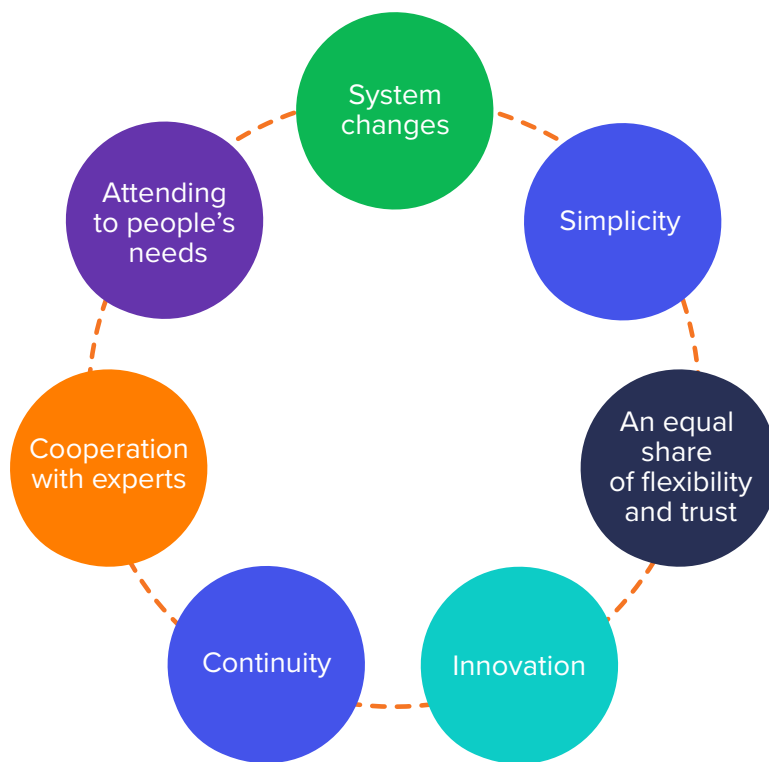 System
changes
Simplicity
An equal
share
of flexibility
and trust
Innovation
Continuity
Cooperation
with experts
Attending
to people’s
needs